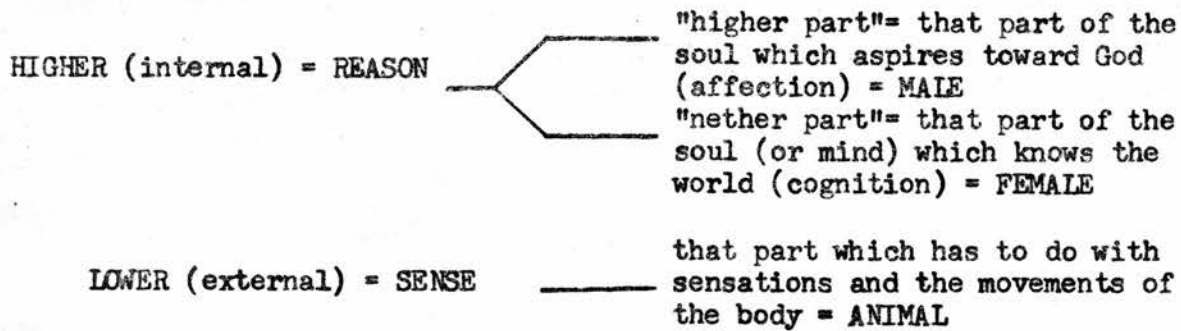 "higher part"= that part of the
soul which aspires toward God
HIGHER (internal) = REASON
(affection) = MALE
"nether part"= that part of the
soul (or mind) which knows the
world (cognition) = FEMALE
that part which has to do with
LOWER (external) = SENSE
sensations and the movements of
the body = ANIMAL